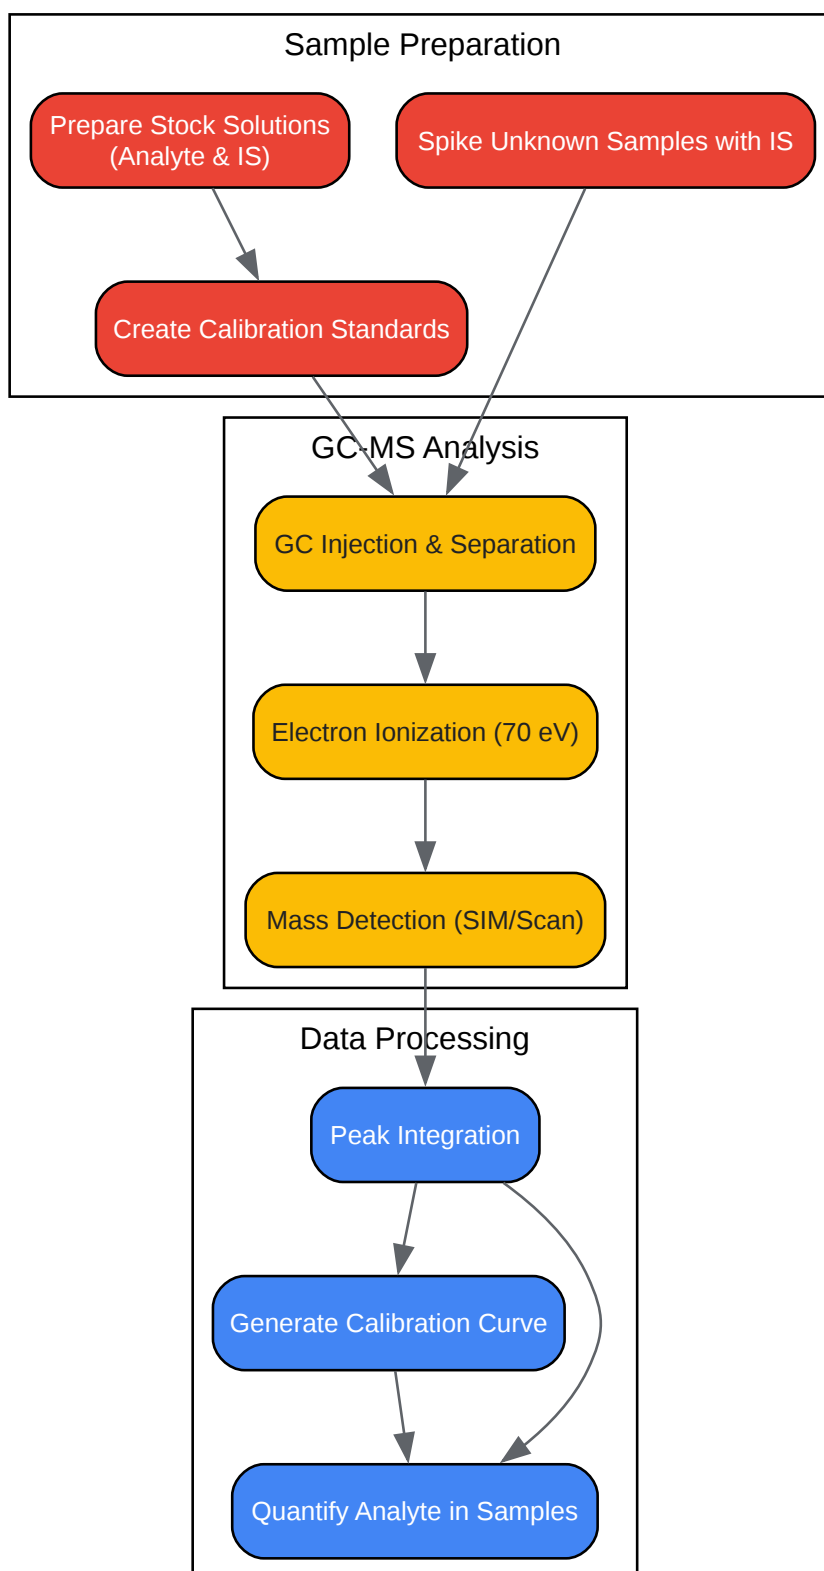 Sample Preparation
Prepare Stock Solutions
(Analyte & IS)
Spike Unknown Samples with IS
Create Calibration Standards
GC-MS Analysis
GC Injection & Separation
Electron Ionization (70 eV)
Mass Detection (SIM/Scan)
Data Processing
Peak Integration
Generate Calibration Curve
Quantify Analyte in Samples